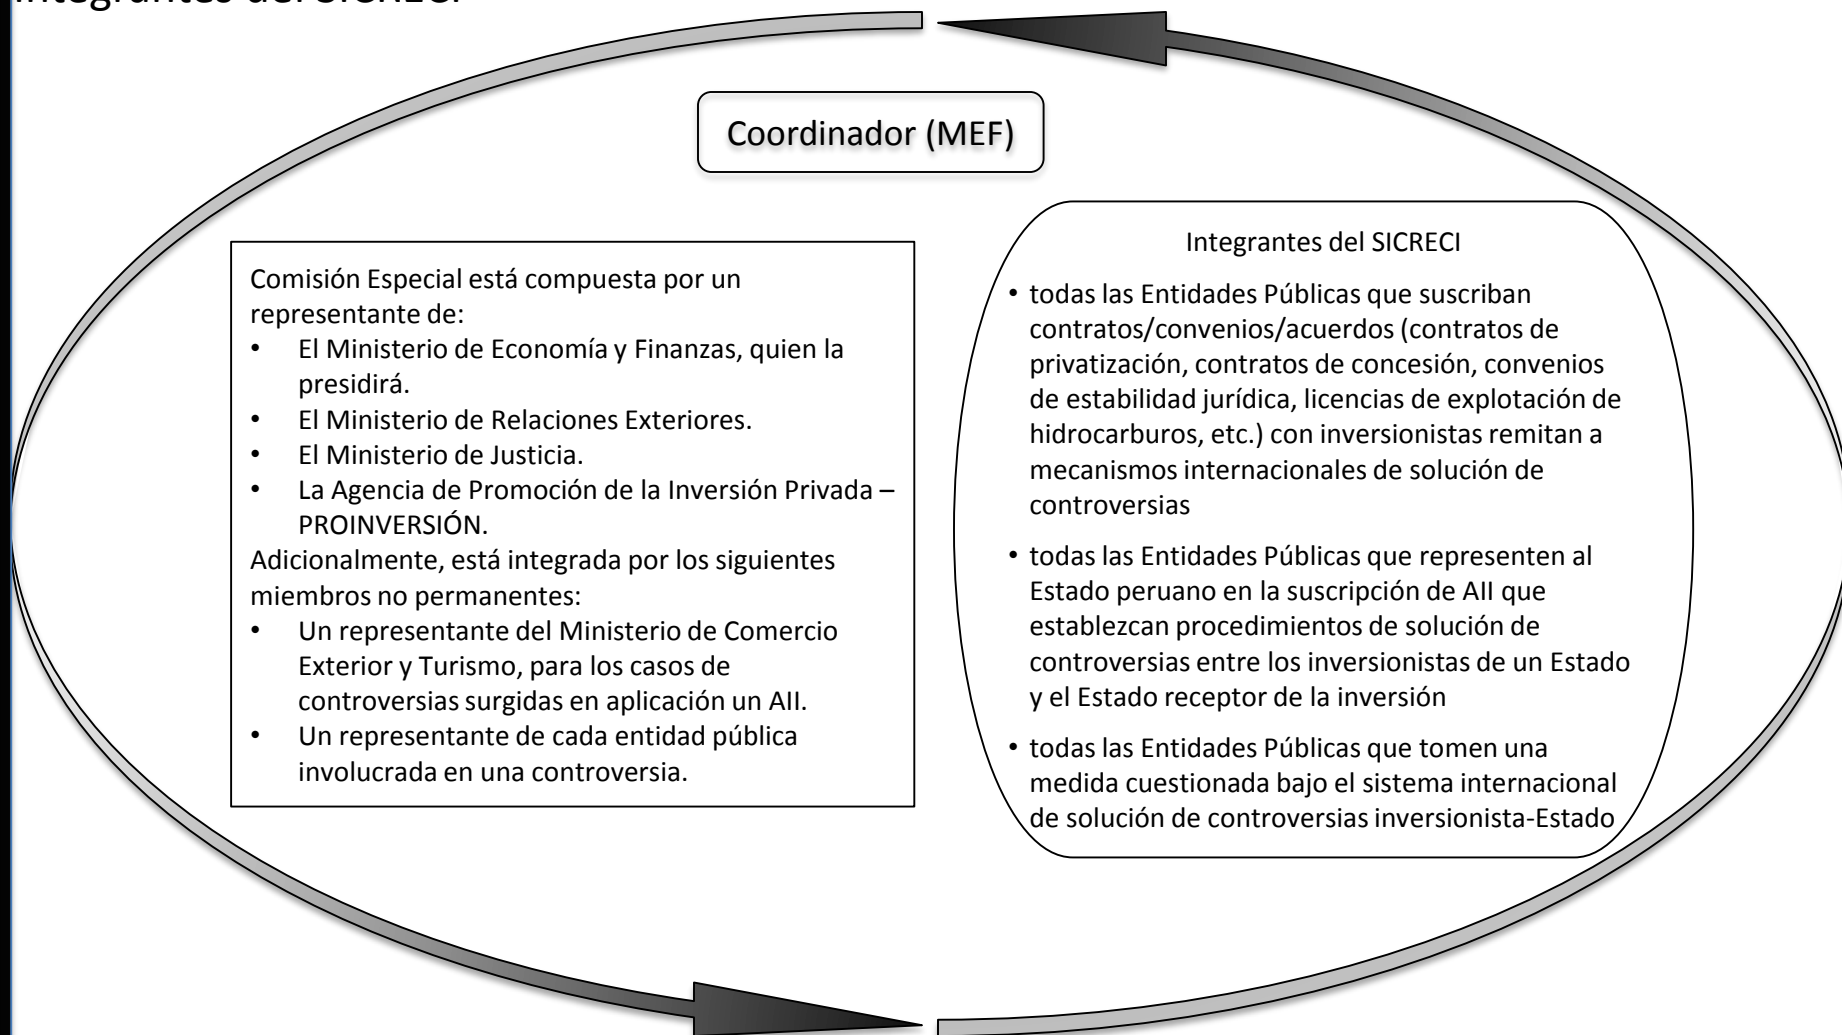 Integrantes del SICRECI
Coordinador (MEF)
Comisión Especial está compuesta por un
representante de:
• El Ministerio de Economía y Finanzas, quien la
presidirá.
• El Ministerio de Relaciones Exteriores.
• El Ministerio de Justicia.
• La Agencia de Promoción de la Inversión Privada –
PROINVERSIÓN.
Adicionalmente, está integrada por los siguientes
miembros no permanentes:
• Un representante del Ministerio de Comercio
Exterior y Turismo, para los casos de
controversias surgidas en aplicación un AII.
• Un representante de cada entidad pública
involucrada en una controversia.
Integrantes del SICRECI
• todas las Entidades Públicas que suscriban
contratos/convenios/acuerdos (contratos de
privatización, contratos de concesión, convenios
de estabilidad jurídica, licencias de explotación de
hidrocarburos, etc.) con inversionistas remitan a
mecanismos internacionales de solución de
controversias
• todas las Entidades Públicas que representen al
Estado peruano en la suscripción de AII que
establezcan procedimientos de solución de
controversias entre los inversionistas de un Estado
y el Estado receptor de la inversión
• todas las Entidades Públicas que tomen una
medida cuestionada bajo el sistema internacional
de solución de controversias inversionista-Estado